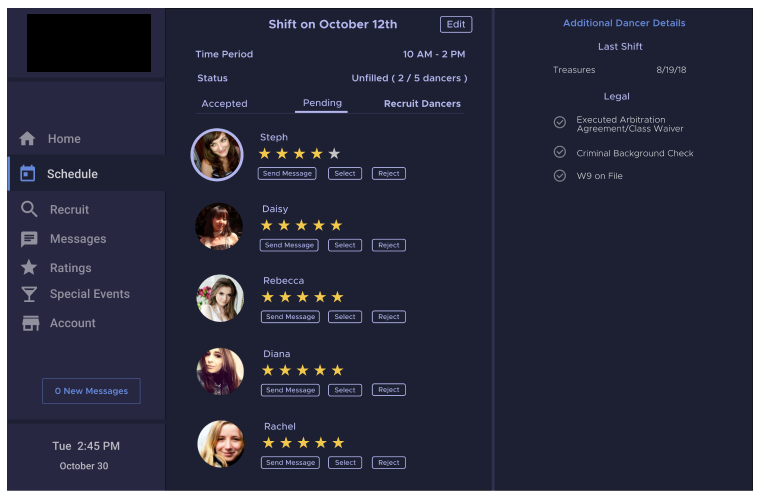 Home
Schedule
Recruit
Messages
Ratings
Special Events
Account
0 New Messages
Tue 2:45 PM
October 30
Shift on October 12th
Edit
Time Period 10 AM - 2 PM
Status Unfilled ( 2 / 5 dancers )
Accepted Pending Recruit Dancers
Steph
Send Message Select Reject
Daisy
Send Message Select Reject
Rebecca
Send Message Select Reject
Diana
Send Message Select Reject
Rachel
Send Message Select Reject
Additional Dancer Details
Last Shift
Treasures 8/19/18
Legal
Executed Arbitration
Agreement/Class Waiver
Criminal Background Check
W9 on File